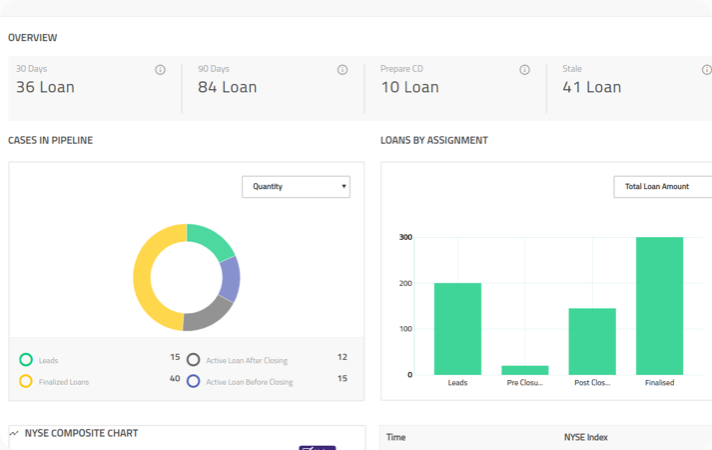 OVERVIEW
30 Days
36 Loan
90 Days
84 Loan
Prepare CD
10 Loan
Stale
41 Loan
CASES IN PIPELINE
Quantity
Leads 15
Active Loan After Closing 12
Finalized Loans 40
Active Loan Before Closing 15
LOANS BY ASSIGNMENT
Total Loan Amount
300
200
100
0
Leads Pre Closu... Post Clos... Finalised
NYSE COMPOSITE CHART
Time NYSE Index